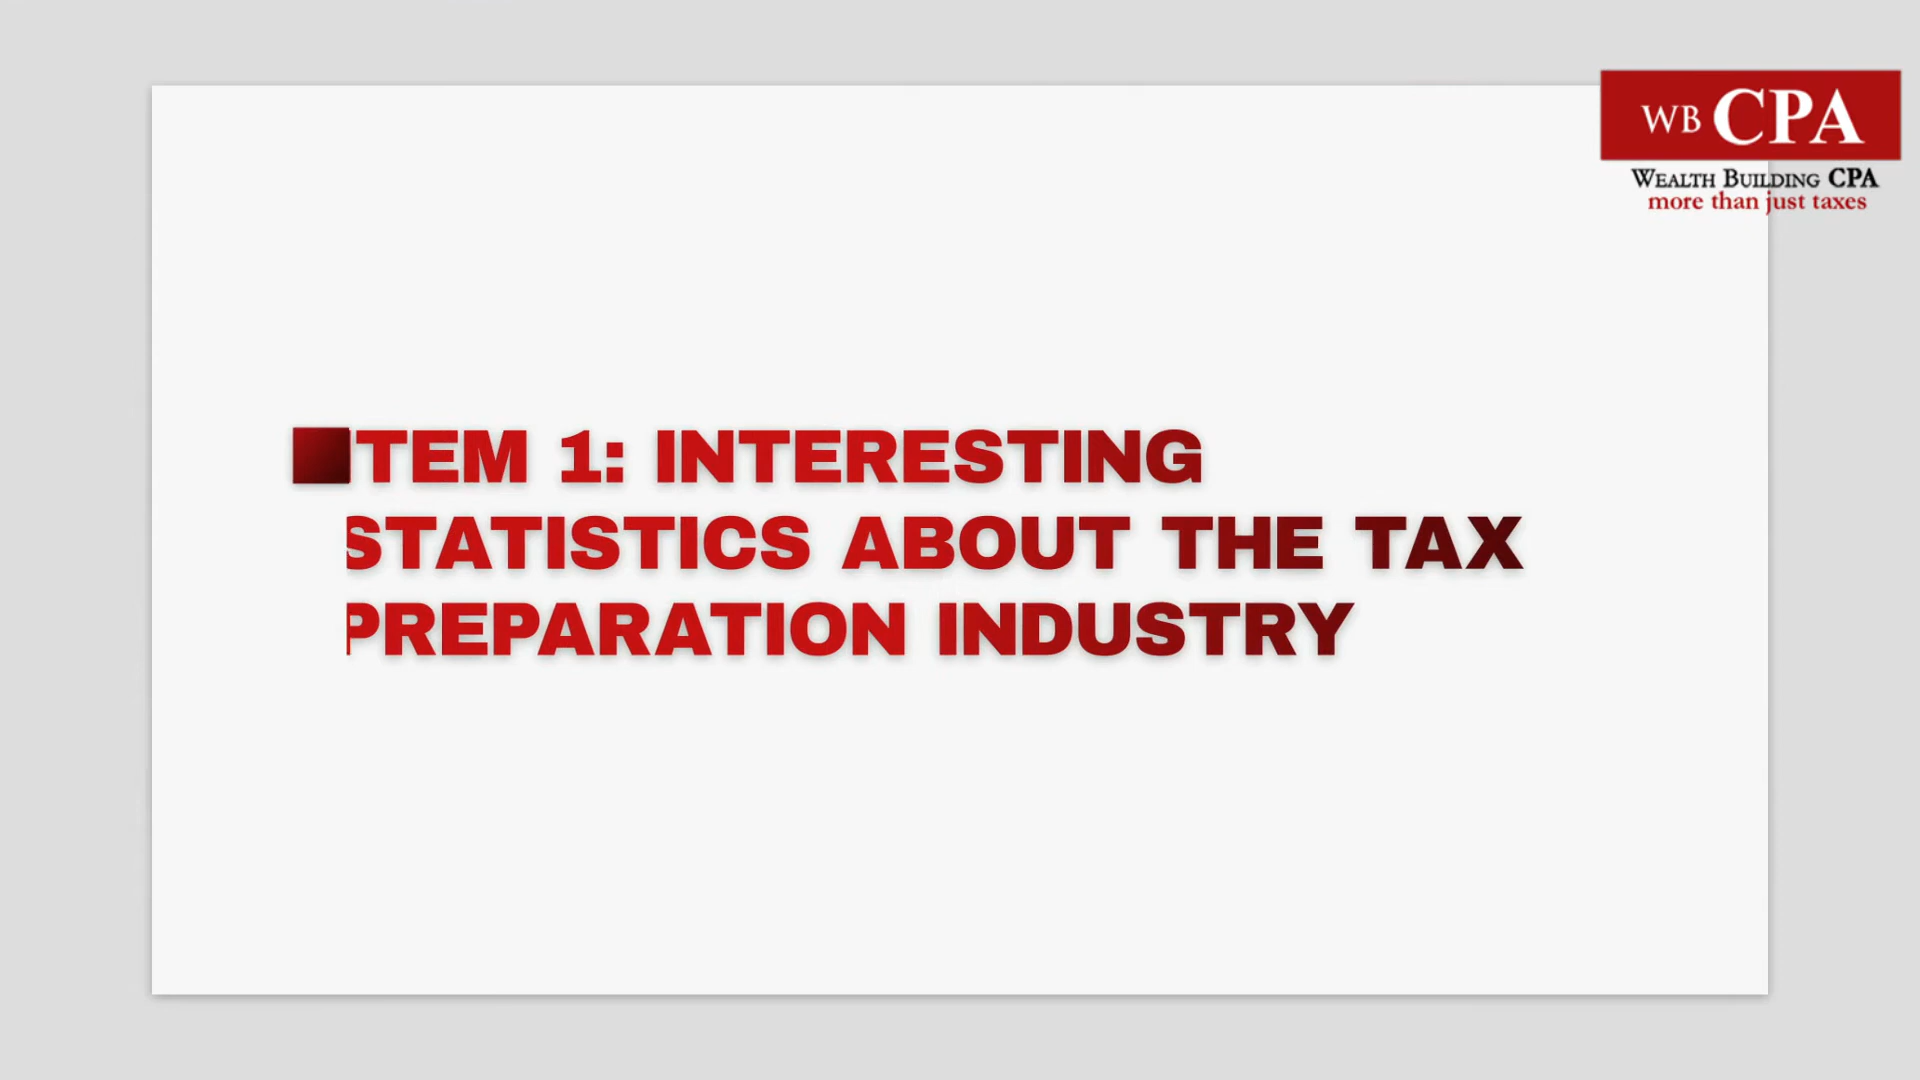 WB CPA
WEALTH BUILDING CPA
more than just taxes
TEM 1: INTERESTING
STATISTICS ABOUT THE TAX
PREPARATION INDUSTRY